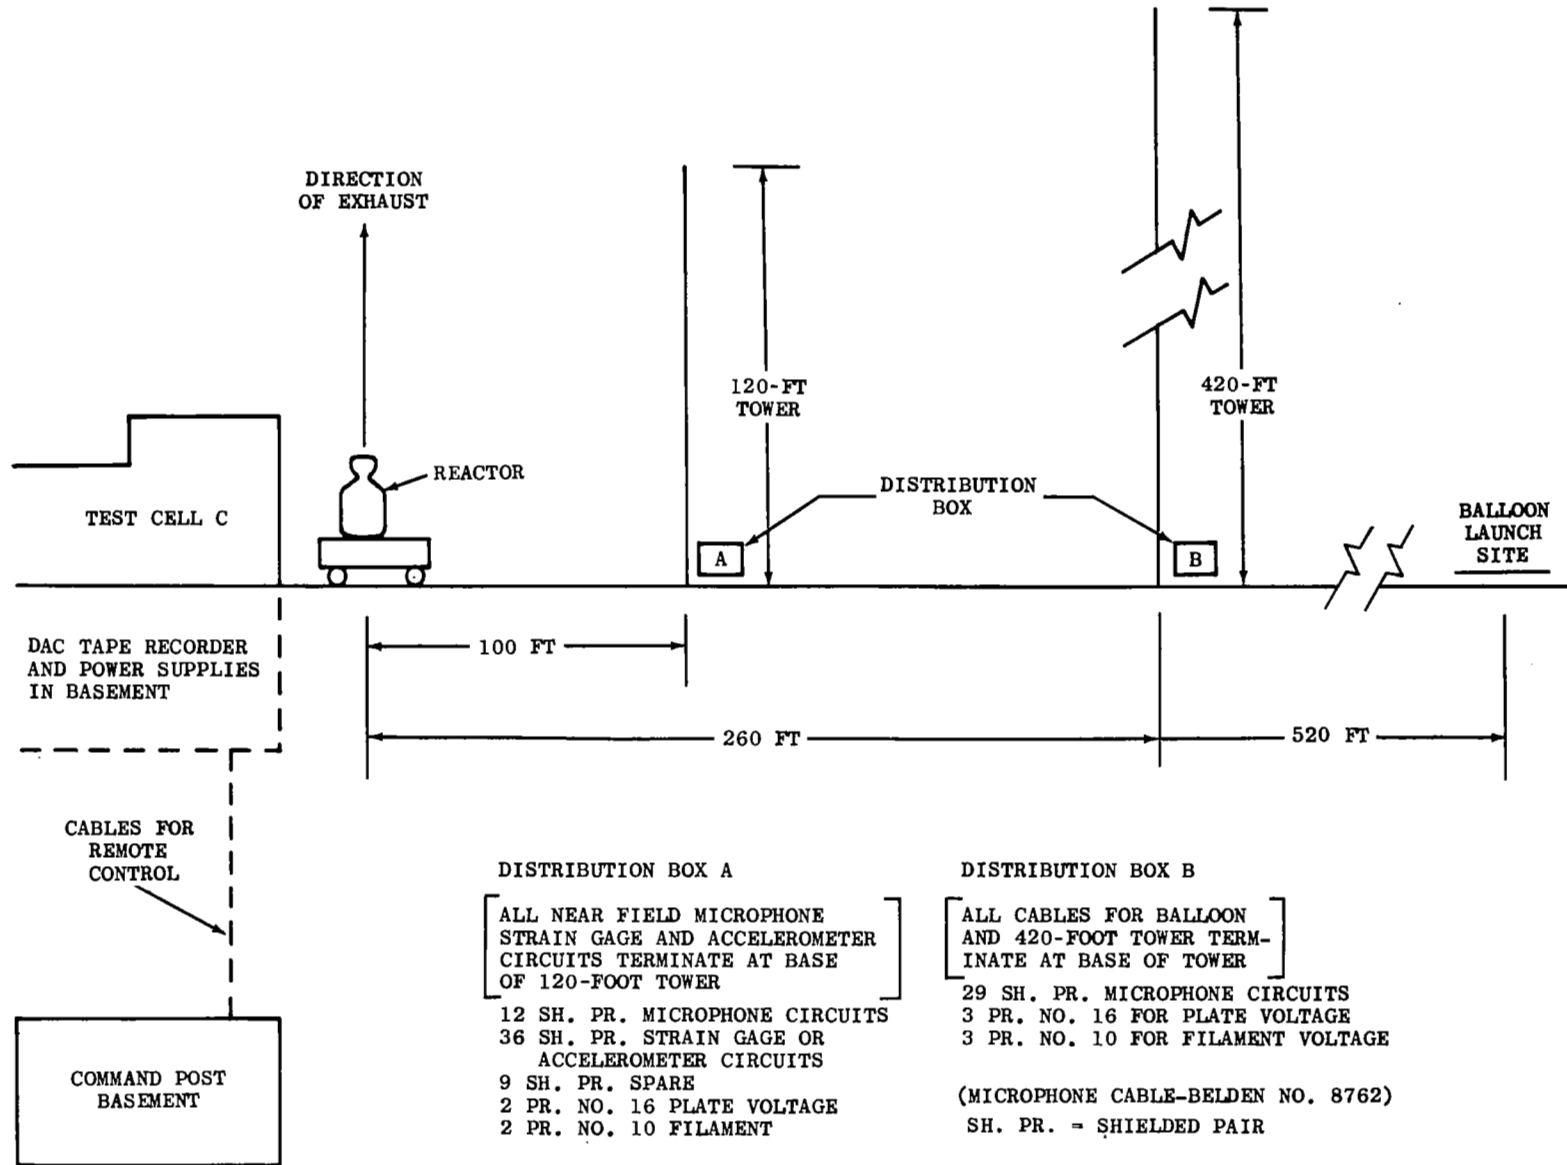 DIRECTION
OF EXHAUST
120-FT
TOWER
420-FT
TOWER
REACTOR
TEST CELL C
DISTRIBUTION
BOX
A
B
BALLOON
LAUNCH
SITE
DAC TAPE RECORDER
AND POWER SUPPLIES
IN BASEMENT
100 FT
260 FT
520 FT
CABLES FOR
REMOTE
CONTROL
COMMAND POST
BASEMENT
DISTRIBUTION BOX A
ALL NEAR FIELD MICROPHONE
STRAIN GAGE AND ACCELEROMETER
CIRCUITS TERMINATE AT BASE
OF 120-FOOT TOWER
12 SH. PR. MICROPHONE CIRCUITS
36 SH. PR. STRAIN GAGE OR
ACCELEROMETER CIRCUITS
9 SH. PR. SPARE
2 PR. NO. 16 PLATE VOLTAGE
2 PR. NO. 10 FILAMENT
DISTRIBUTION BOX B
ALL CABLES FOR BALLOON
AND 420-FOOT TOWER TERM-
INATE AT BASE OF TOWER
29 SH. PR. MICROPHONE CIRCUITS
3 PR. NO. 16 FOR PLATE VOLTAGE
3 PR. NO. 10 FOR FILAMENT VOLTAGE
(MICROPHONE CABLE-BELDEN NO. 8762)
SH. PR. = SHIELDED PAIR